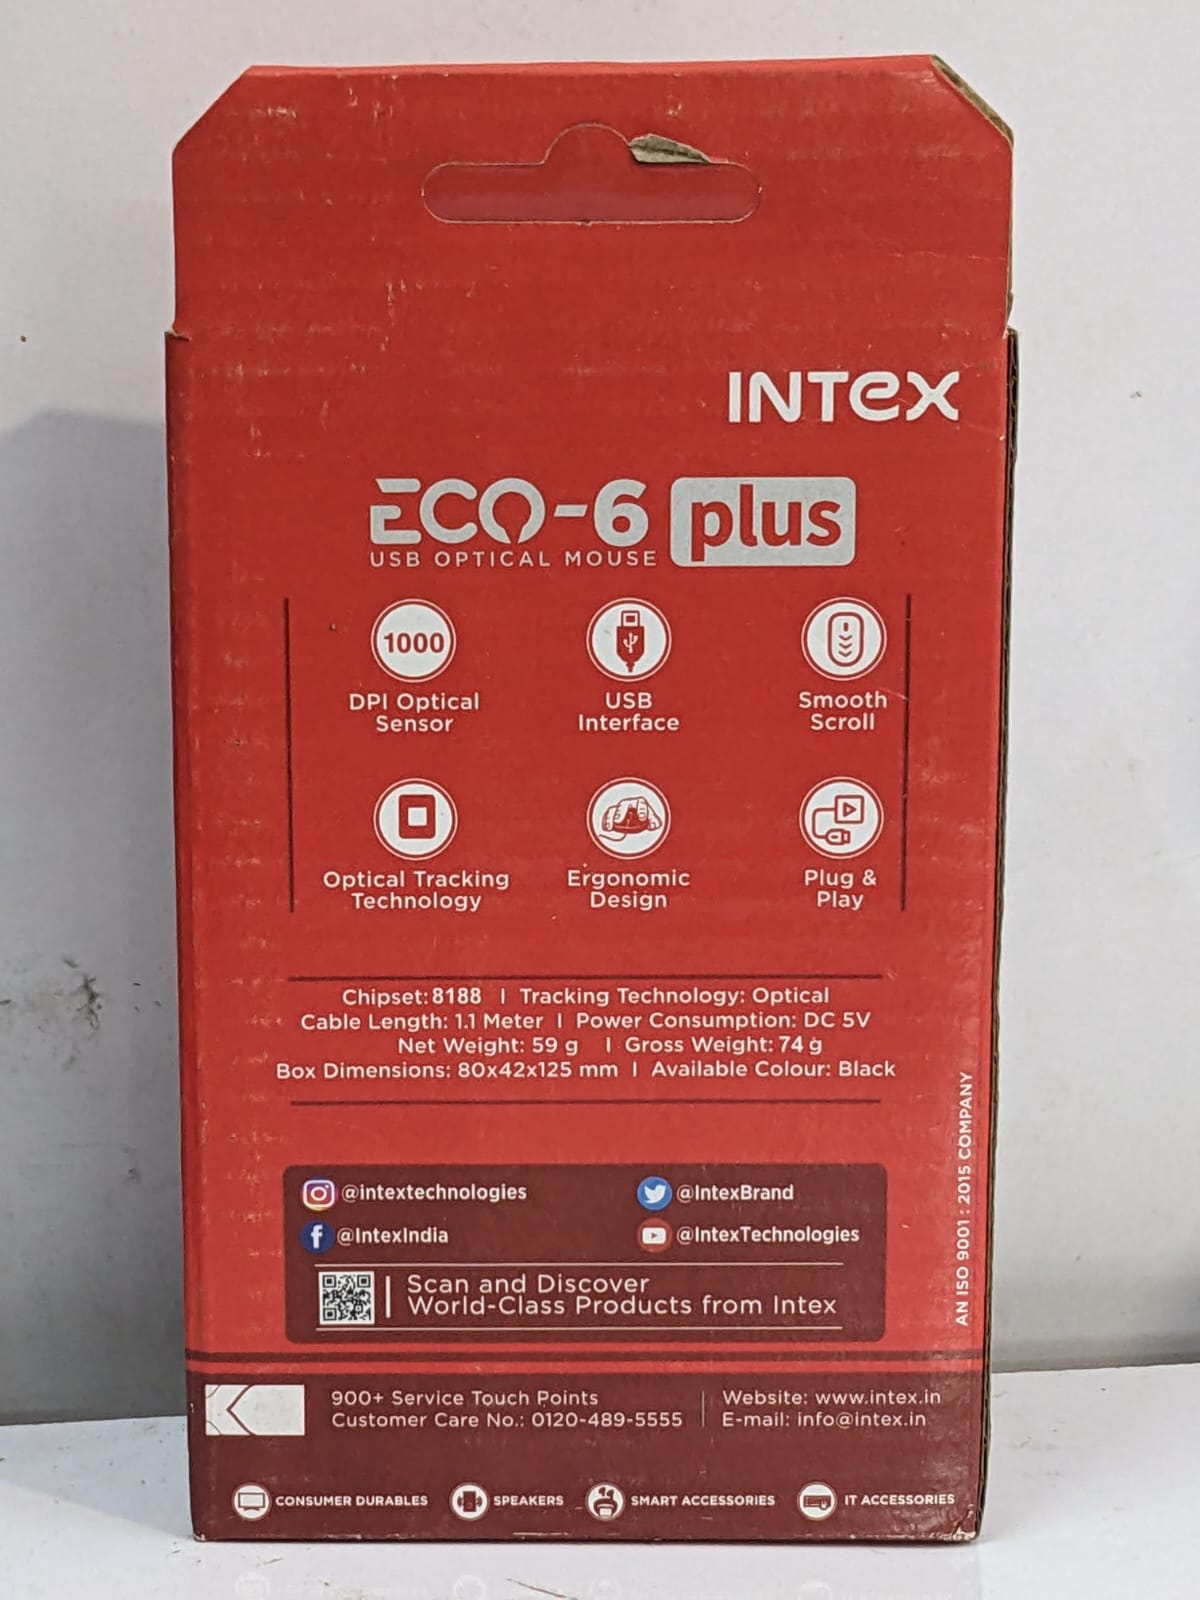 INTEX
ECO-6 plus
USB OPTICAL MOUSE
1000
DPI Optical
Sensor
USB
Interface
Smooth
Scroll
Optical Tracking
Technology
Ergonomic
Design
Plug &
Play
Chipset: 8188 | Tracking Technology: Optical
Cable Length: 1.1 Meter | Power Consumption: DC 5V
Net Weight: 59 g | Gross Weight: 74 g
Box Dimensions: 80x42x125 mm | Available Colour: Black
AN ISO 9001 : 2015 COMPANY
@intextechnologies @IntexBrand
@IntexIndia @IntexTechnologies
Scan and Discover
World-Class Products from Intex
900+ Service Touch Points
Customer Care No.: 0120-489-5555
Website: www.intex.in
E-mail: info@intex.in
CONSUMER DURABLES SPEAKERS SMART ACCESSORIES IT ACCESSORIES